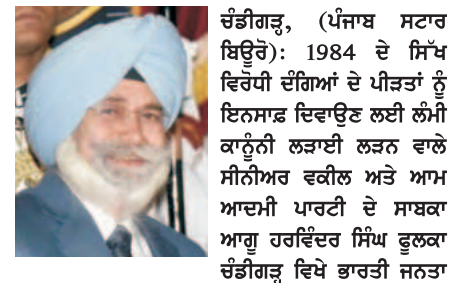 ਚੰਡੀਗੜ੍ਹ, (ਪੰਜਾਬ ਸਟਾਰ
ਬਿਊਰੋ): 1984 ਦੇ ਸਿੱਖ
ਵਿਰੋਧੀ ਦੰਗਿਆਂ ਦੇ ਪੀੜਤਾਂ ਨੂੰ
ਇਨਸਾਫ਼ ਦਿਵਾਉਣ ਲਈ ਲੰਮੀ
ਕਾਨੂੰਨੀ ਲੜਾਈ ਲੜਨ ਵਾਲੇ
ਸੀਨੀਅਰ ਵਕੀਲ ਅਤੇ ਆਮ
ਆਦਮੀ ਪਾਰਟੀ ਦੇ ਸਾਬਕਾ
ਆਗੂ ਹਰਵਿੰਦਰ ਸਿੰਘ ਫੂਲਕਾ
ਚੰਡੀਗੜ੍ਹ ਵਿਖੇ ਭਾਰਤੀ ਜਨਤਾ